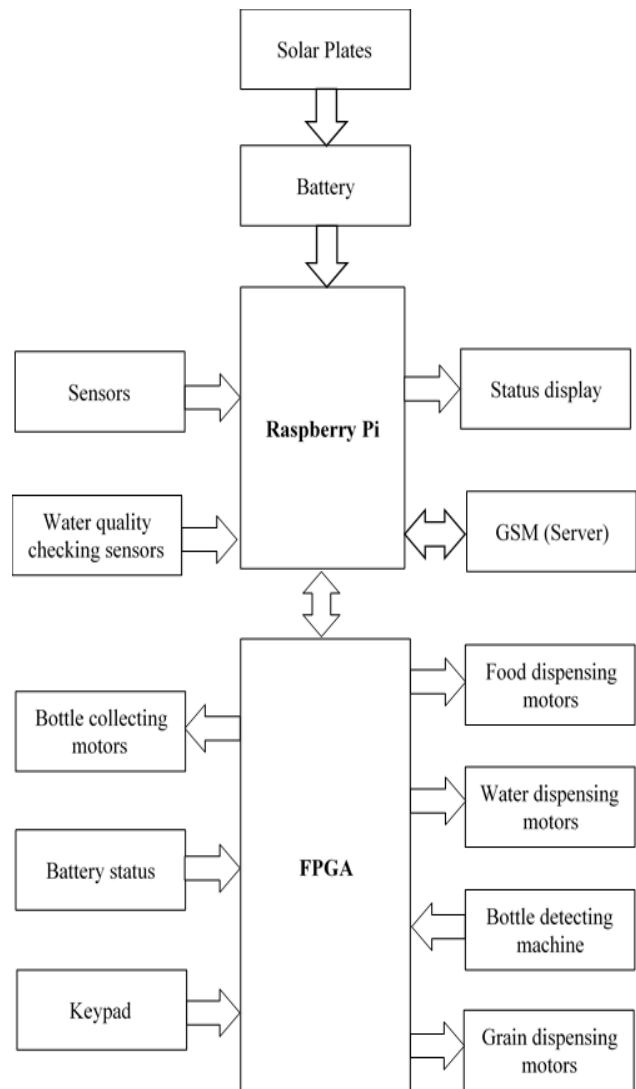 Solar Plates
Battery
Sensors
Raspberry Pi
Status display
Water quality
checking sensors
GSM (Server)
Bottle collecting
motors
Food dispensing
motors
Water dispensing
motors
Battery status
FPGA
Bottle detecting
machine
Keypad
Grain dispensing
motors